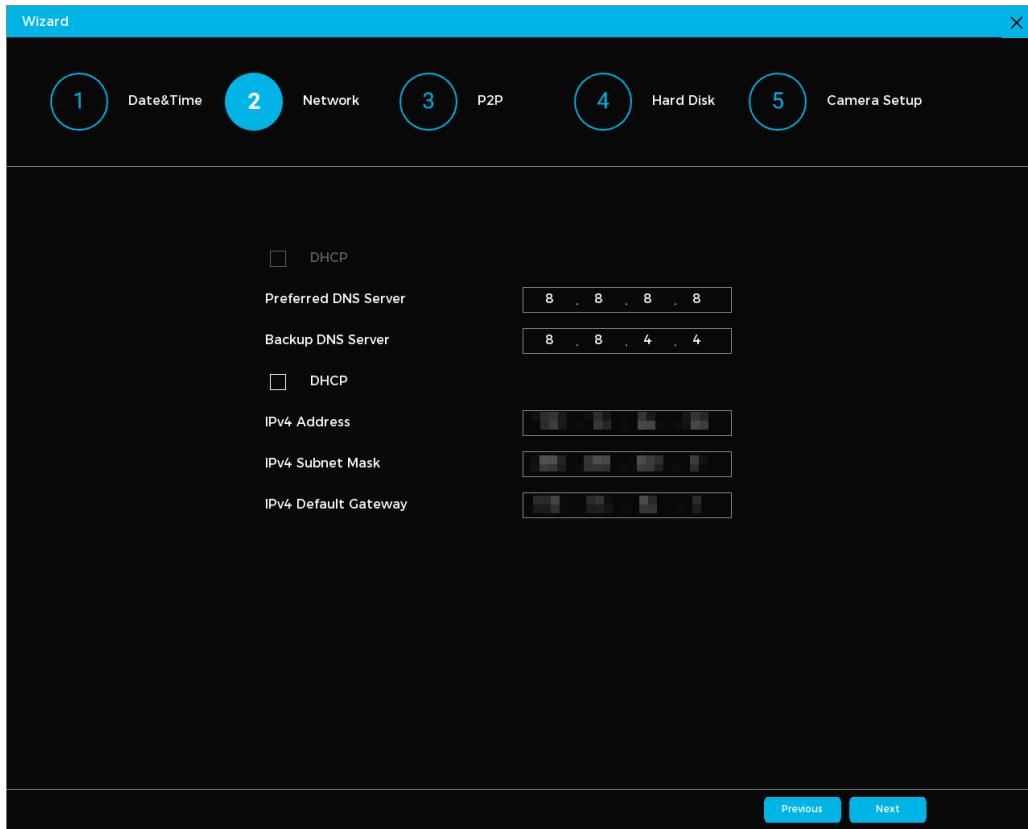 Wizard
1 Date&Time 2 Network 3 P2P 4 Hard Disk 5 Camera Setup
DHCP
Preferred DNS Server 8 . 8 . 8 . 8
Backup DNS Server 8 . 8 . 4 . 4
DHCP
IPv4 Address
IPv4 Subnet Mask
IPv4 Default Gateway
Previous Next